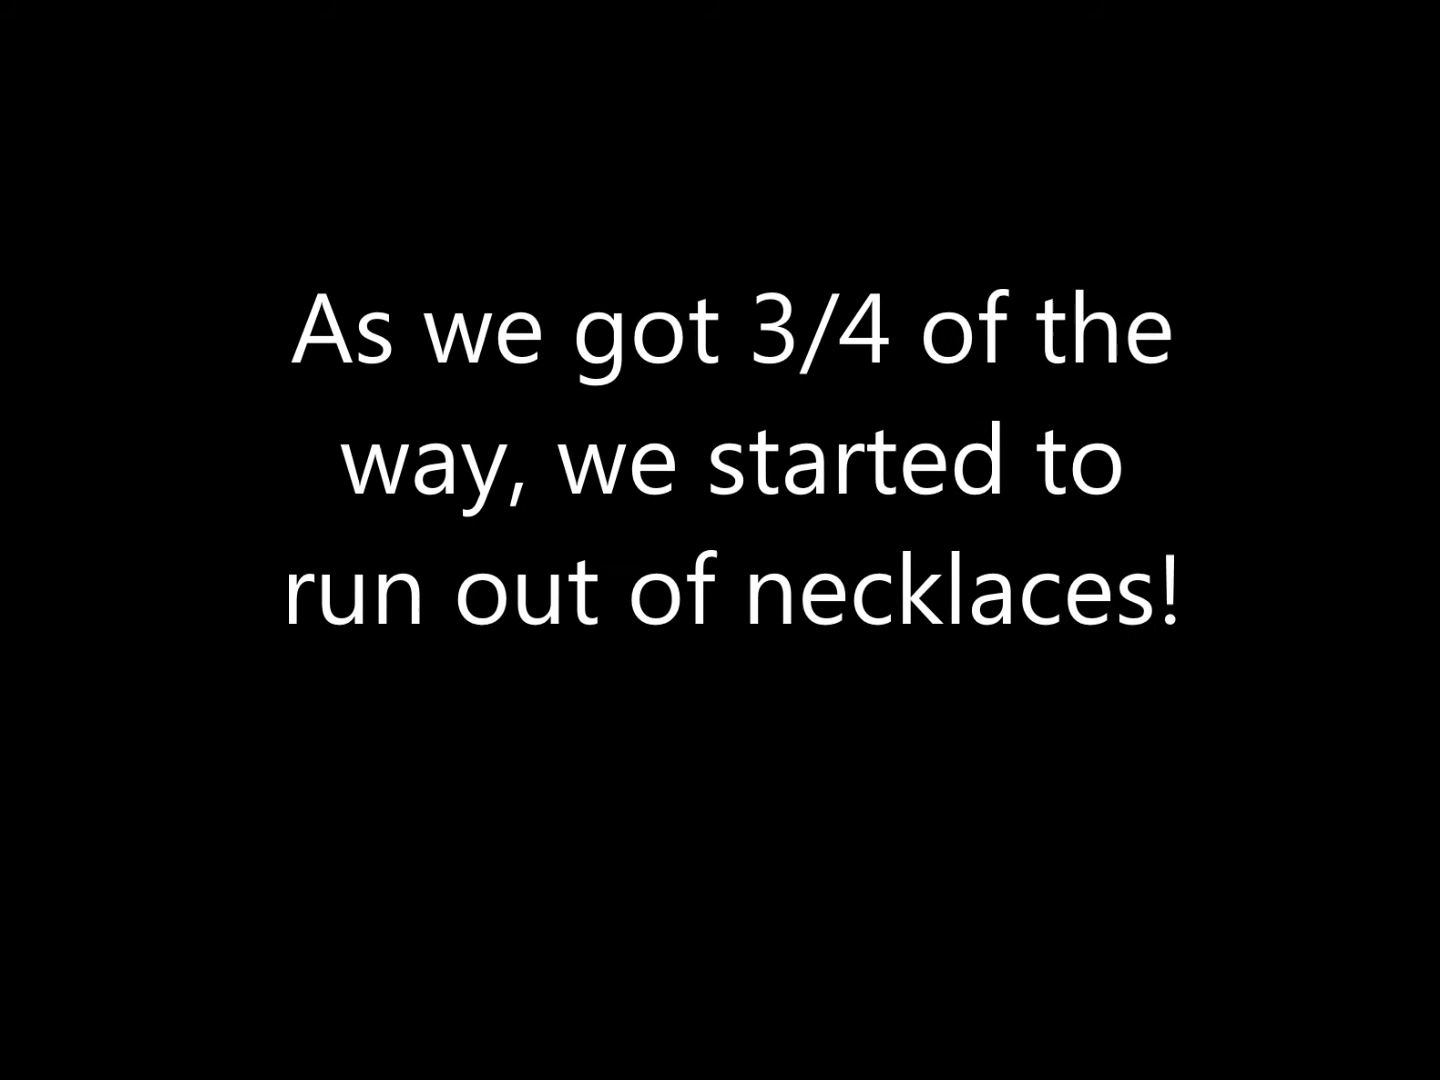 As we got 3/4 of the
way, we started to
run out of necklaces!